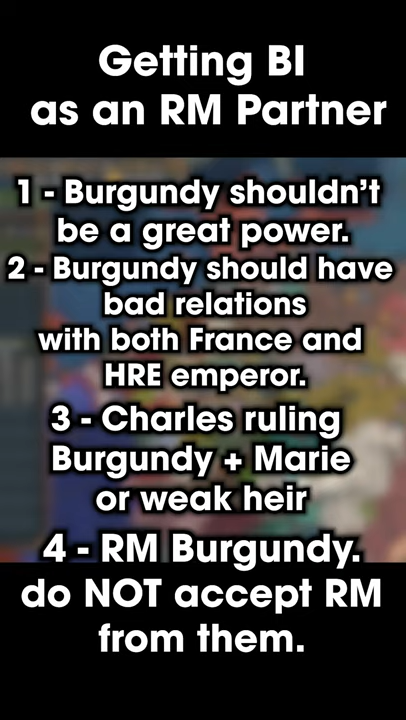 Getting BI
as an RM Partner
1 - Burgundy shouldn't
be a great power.
2 - Burgundy should have
bad relations
with both France and
HRE emperor.
3 - Charles ruling
Burgundy + Marie
or weak heir
4 - RM Burgundy.
do NOT accept RM
from them.